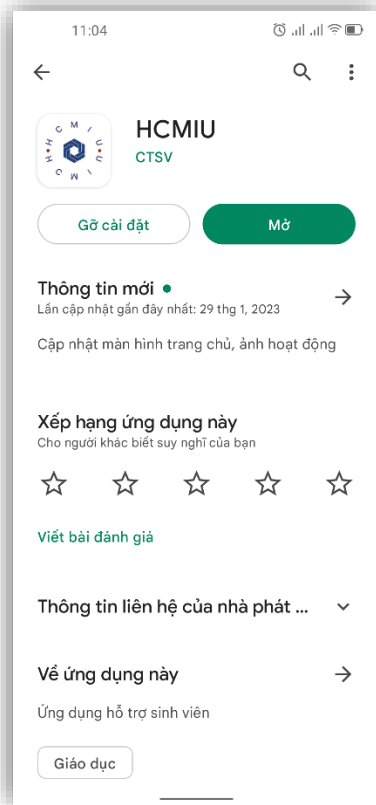 11:04
HCMIU
HCMIU
HCMIU
CTSV
Gỡ cài đặt
Mở
Thông tin mới
Lần cập nhật gần đây nhất: 29 thg 1, 2023
Cập nhật màn hình trang chủ, ảnh hoạt động
Xếp hạng ứng dụng này
Cho người khác biết suy nghĩ của bạn
Viết bài đánh giá
Thông tin liên hệ của nhà phát ...
Về ứng dụng này
Ứng dụng hỗ trợ sinh viên
Giáo dục